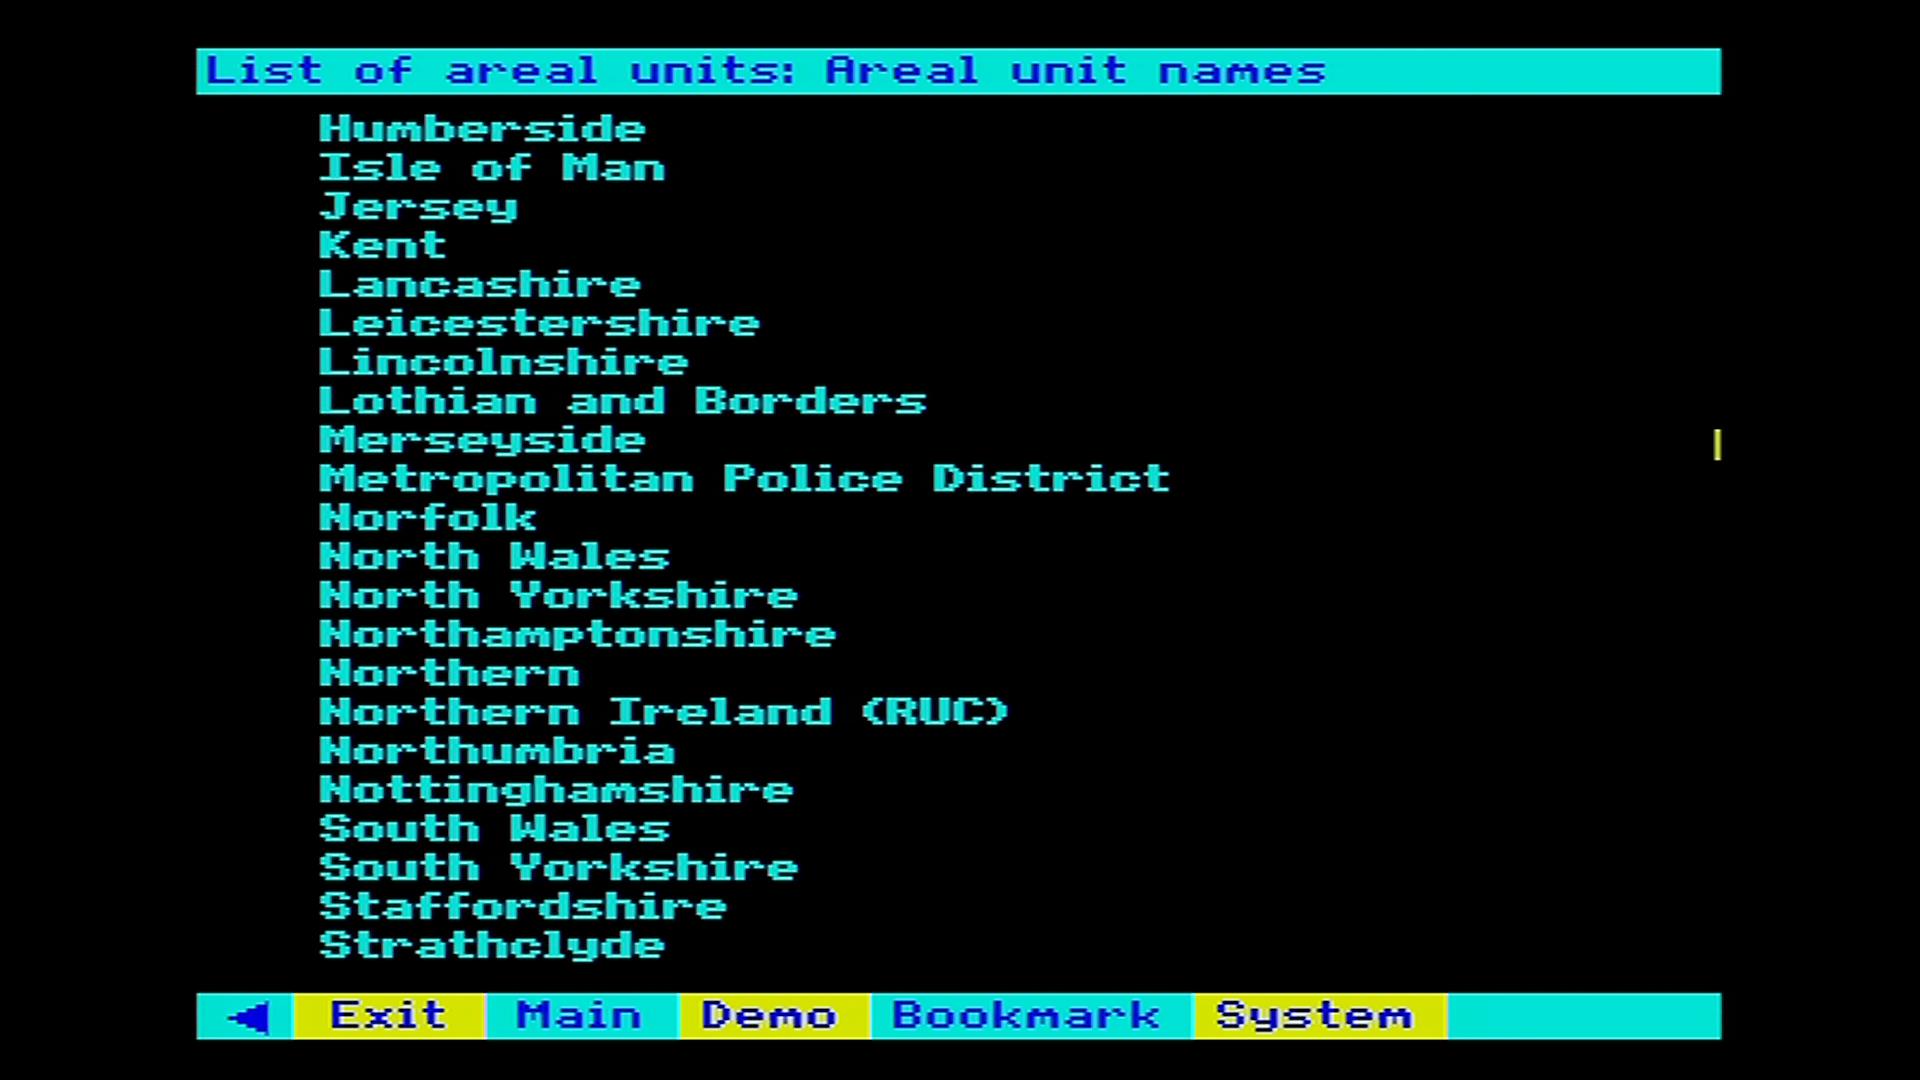 List of areal units: Areal unit names
Humberside
Isle of Man
Jersey
Kent
Lancashire
Leicestershire
Lincolnshire
Lothian and Borders
Merseyside
Metropolitan Police District
Norfolk
North Wales
North Yorkshire
Northamptonshire
Northern
Northern Ireland (RUC)
Northumbria
Nottinghamshire
South Wales
South Yorkshire
Staffordshire
Strathclyde
Exit Main Demo Bookmark System